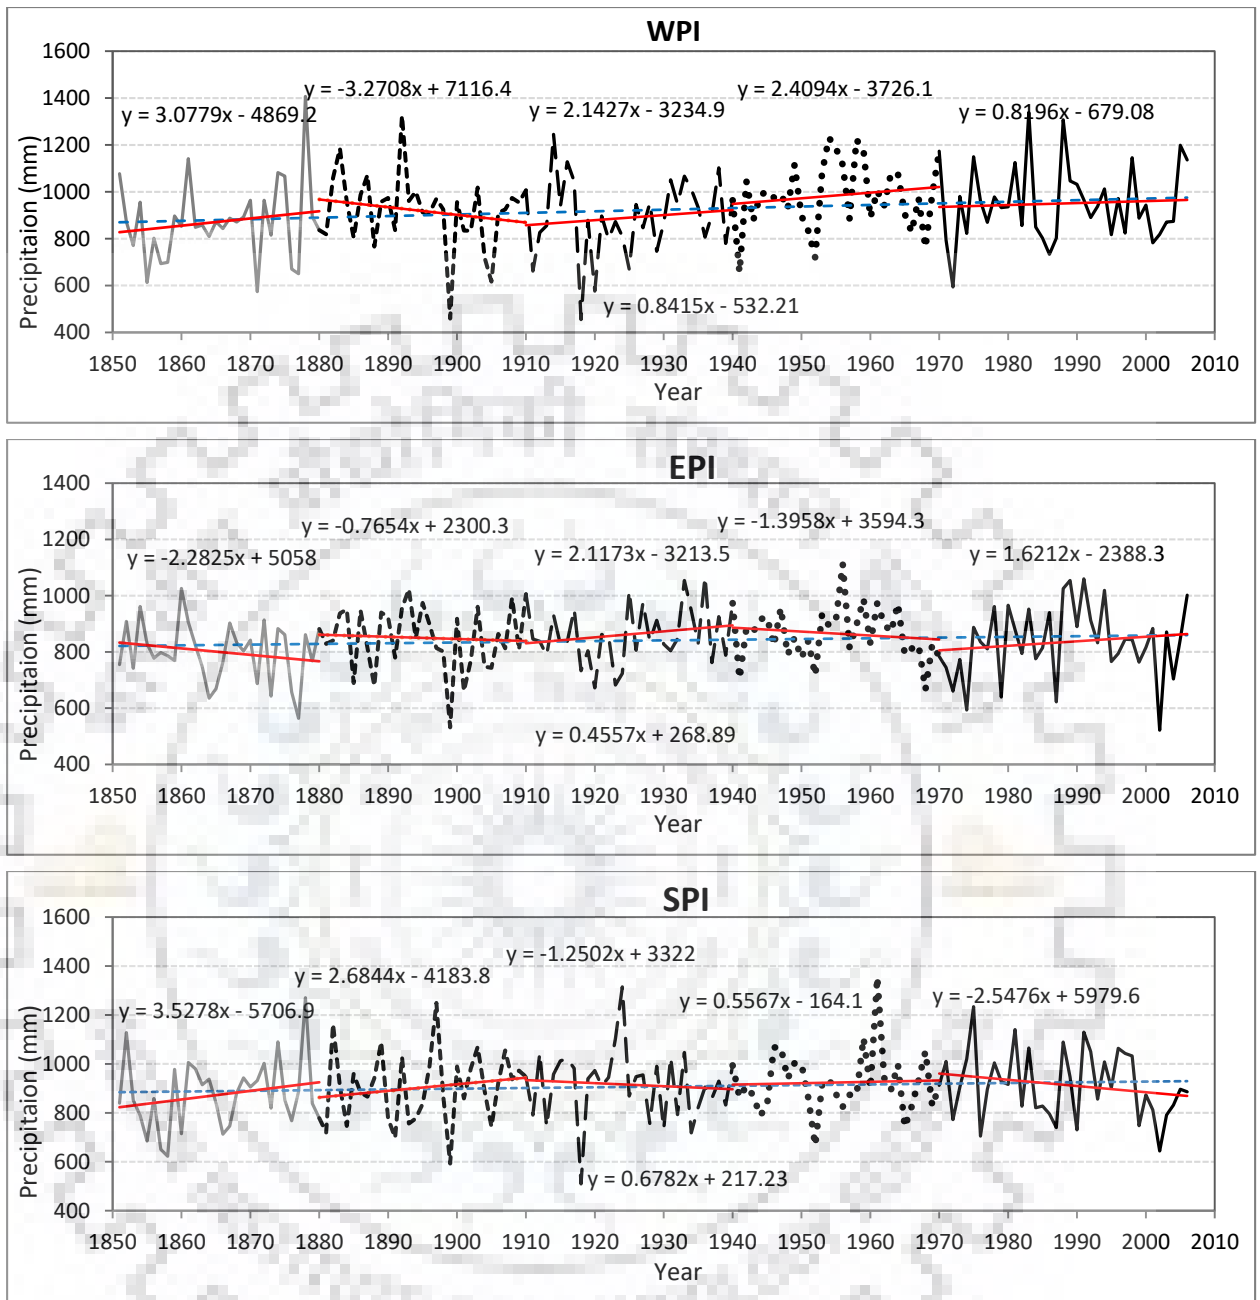 WPI
1600
1400
1200
1000
800
600
400
Precipitaion (mm)
y = 3.0779x - 4869.2
y = -3.2708x + 7116.4
y = 2.1427x - 3234.9
y = 2.4094x - 3726.1
y = 0.8196x - 679.08
y = 0.8415x - 532.21
1850 1860 1870 1880 1890 1900 1910 1920 1930 1940 1950 1960 1970 1980 1990 2000 2010
Year
EPI
1400
1200
1000
800
600
400
Precipitaion (mm)
y = -2.2825x + 5058
y = -0.7654x + 2300.3
y = 2.1173x - 3213.5
y = -1.3958x + 3594.3
y = 1.6212x - 2388.3
y = 0.4557x + 268.89
1850 1860 1870 1880 1890 1900 1910 1920 1930 1940 1950 1960 1970 1980 1990 2000 2010
Year
SPI
1600
1400
1200
1000
800
600
400
Precipitaion (mm)
y = 3.5278x - 5706.9
y = 2.6844x - 4183.8
y = -1.2502x + 3322
y = 0.5567x - 164.1
y = -2.5476x + 5979.6
y = 0.6782x + 217.23
1850 1860 1870 1880 1890 1900 1910 1920 1930 1940 1950 1960 1970 1980 1990 2000 2010
Year